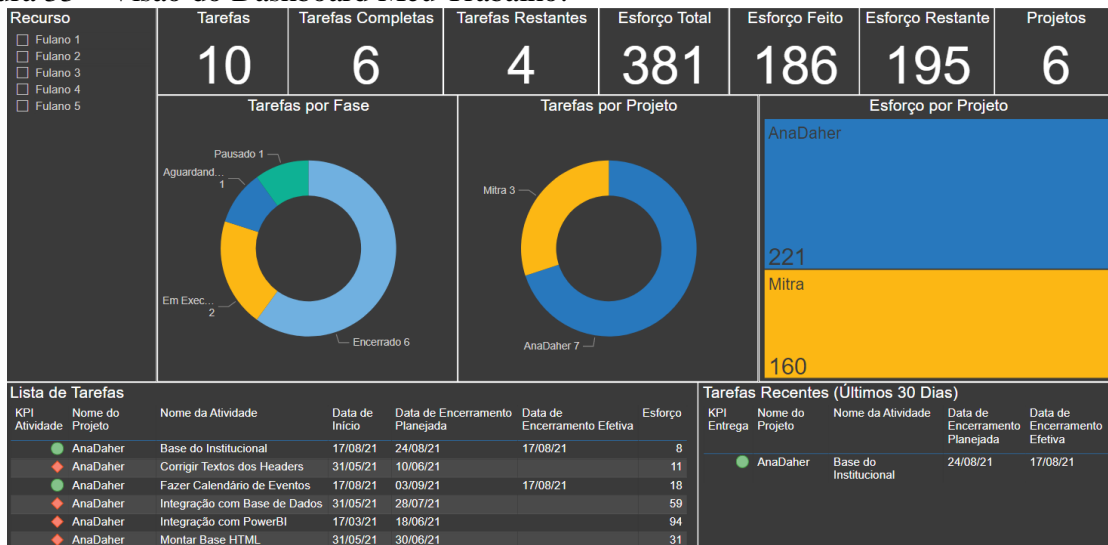 Visão do Dashboard Meu Trabalho.
Recurso
Fulano 1
Fulano 2
Fulano 3
Fulano 4
Fulano 5
Tarefas
10
Tarefas Completas
6
Tarefas Restantes
4
Esforço Total
381
Esforço Feito
186
Esforço Restante
195
Projetos
6
Tarefas por Fase
Pausado 1
Aguardand...
1
Em Exec...
2
Encerrado 6
Tarefas por Projeto
Mitra 3
AnaDaher 7
Esforço por Projeto
AnaDaher
221
Mitra
160
Lista de Tarefas
KPI Atividade Nome do Projeto Nome da Atividade Data de Início Data de Encerramento Planejada Data de Encerramento Efetiva Esforço
AnaDaher Base do Institucional 17/08/21 24/08/21 17/08/21 8
AnaDaher Corrigir Textos dos Headers 31/05/21 10/06/21 11
AnaDaher Fazer Calendário de Eventos 17/08/21 03/09/21 17/08/21 18
AnaDaher Integração com Base de Dados 31/05/21 28/07/21 59
AnaDaher Integração com PowerBI 17/03/21 18/06/21 94
AnaDaher Montar Base HTML 31/05/21 30/06/21 31
Tarefas Recentes (Últimos 30 Dias)
KPI Entrega Nome do Projeto Nome da Atividade Data de Encerramento Planejada Data de Encerramento Efetiva
AnaDaher Base do Institucional 24/08/21 17/08/21